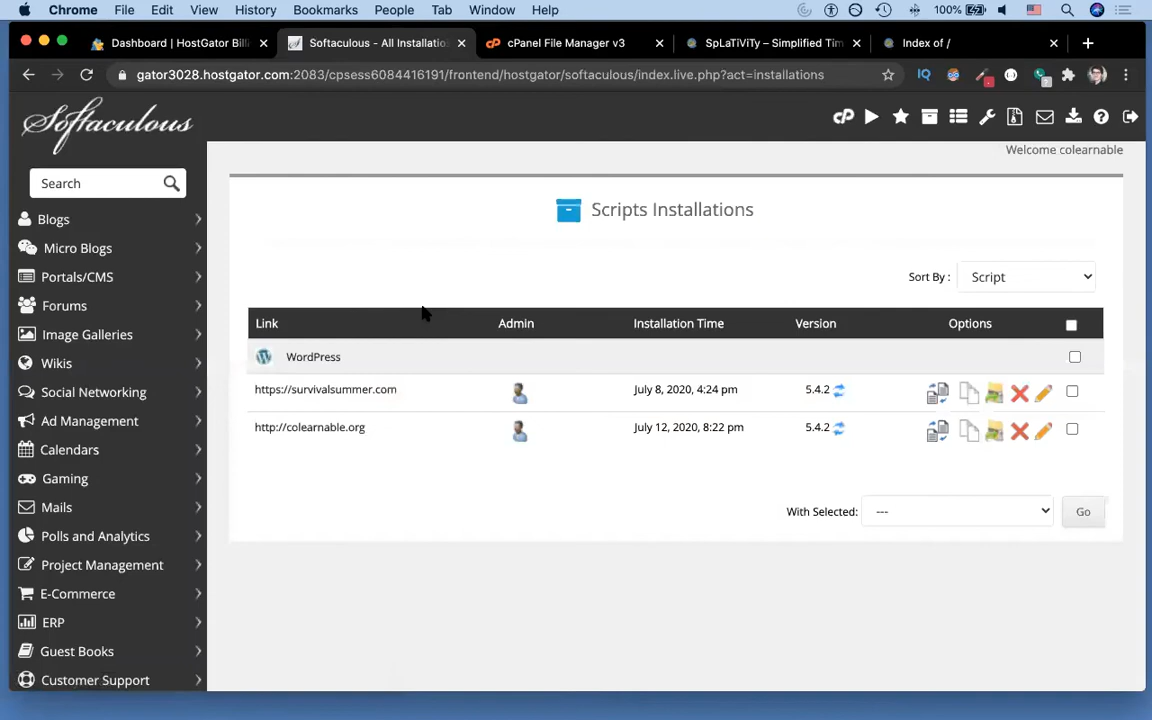 Chrome File Edit View History Bookmarks People Tab Window Help 100%
Dashboard | HostGator Billi Softaculous - All Installatio cPanel File Manager v3 SpLaTiViTy – Simplified Tim Index of /
gator3028.hostgator.com:2083/cpsess6084416191/frontend/hostgator/softaculous/index.live.php?act=installations
Softaculous
Welcome colearnable
Search
Scripts Installations
Blogs
Micro Blogs
Portals/CMS
Sort By : Script
Forums
Link Admin Installation Time Version Options
Image Galleries
WordPress
Wikis
https://survivalsummer.com July 8, 2020, 4:24 pm 5.4.2
Social Networking
Ad Management
http://colearnable.org July 12, 2020, 8:22 pm 5.4.2
Calendars
Gaming
Mails
With Selected: --- Go
Polls and Analytics
Project Management
E-Commerce
ERP
Guest Books
Customer Support